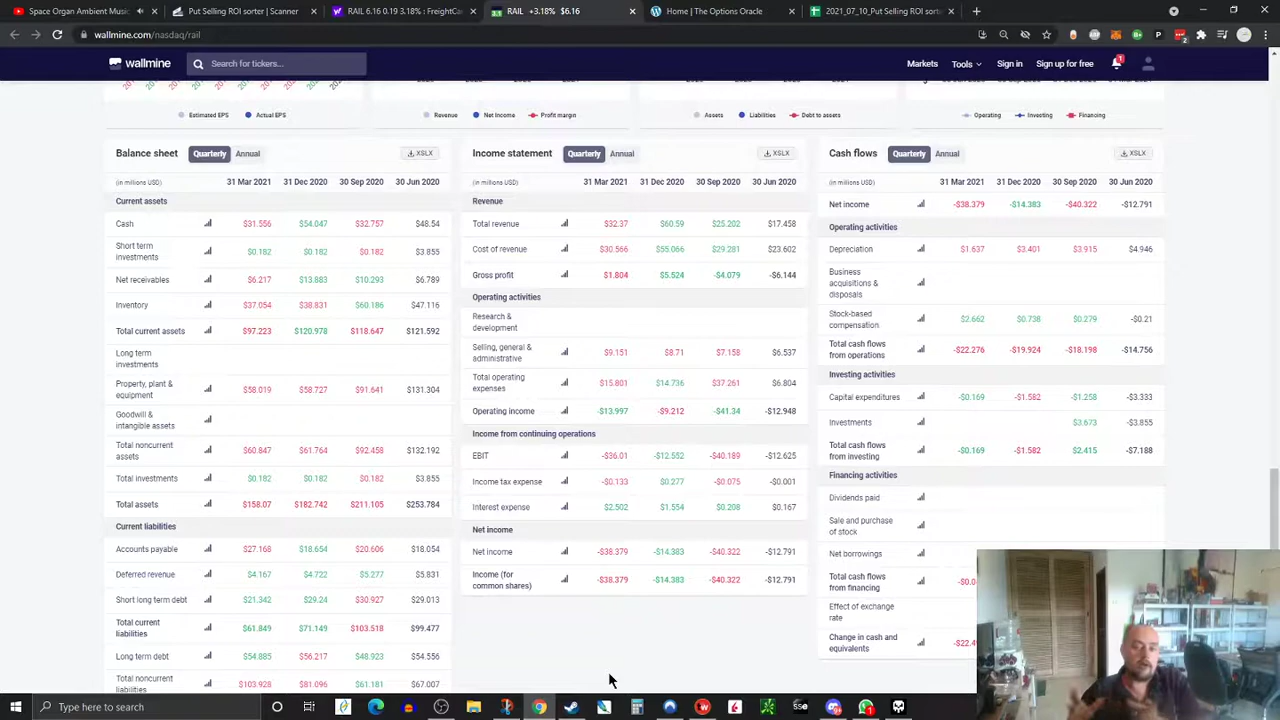 Space Organ Ambient Music
Put Selling ROI sorter | Scanner
RAIL 6.16 0.19 3.18% : FreightCa
RAIL +3.18% $6.16
Home | The Options Oracle
2021_07_10_Put Selling ROI sorte
wallmine.com/nasdaq/rail
wallmine
Search for tickers...
Markets
Tools
Sign in
Sign up for free
Estimated EPS
Actual EPS
Revenue
Net Income
Profit margin
Assets
Liabilities
Debt to assets
Operating
Investing
Financing
Balance sheet
Quarterly
Annual
XSLX
(in millions USD) 31 Mar 2021 31 Dec 2020 30 Sep 2020 30 Jun 2020
Current assets
Cash $31.556 $54.047 $32.757 $48.54
Short term
investments $0.182 $0.182 $0.182 $3.855
Net receivables $6.217 $13.883 $10.293 $6.789
Inventory $37.054 $38.831 $60.186 $47.116
Total current assets $97.223 $120.978 $118.647 $121.592
Long term
investments
Property, plant &
equipment $58.019 $58.727 $91.641 $131.304
Goodwill &
intangible assets
Total noncurrent
assets $60.847 $61.764 $92.458 $132.192
Total investments $0.182 $0.182 $0.182 $3.855
Total assets $158.07 $182.742 $211.105 $253.784
Current liabilities
Accounts payable $27.168 $18.654 $20.606 $18.054
Deferred revenue $4.167 $4.722 $5.277 $5.831
Short long term debt $21.342 $29.24 $30.927 $29.013
Total current
liabilities $61.849 $71.149 $103.518 $99.477
Long term debt $54.885 $56.217 $48.923 $54.556
Total noncurrent
liabilities $103.928 $81.096 $61.181 $67.007
Income statement
Quarterly
Annual
XSLX
(in millions USD) 31 Mar 2021 31 Dec 2020 30 Sep 2020 30 Jun 2020
Revenue
Total revenue $32.37 $60.59 $25.202 $17.458
Cost of revenue $30.566 $55.066 $29.281 $23.602
Gross profit $1.804 $5.524 -$4.079 -$6.144
Operating activities
Research &
development
Selling, general &
administrative $9.151 $8.71 $7.158 $6.537
Total operating
expenses $15.801 $14.736 $37.261 $6.804
Operating income -$13.997 -$9.212 -$41.34 -$12.948
Income from continuing operations
EBIT -$36.01 -$12.552 -$40.189 -$12.625
Income tax expense -$0.133 $0.277 -$0.075 -$0.001
Interest expense $2.502 $1.554 $0.208 $0.167
Net income
Net income -$38.379 -$14.383 -$40.322 -$12.791
Income (for
common shares) -$38.379 -$14.383 -$40.322 -$12.791
Cash flows
Quarterly
Annual
XSLX
(in millions USD) 31 Mar 2021 31 Dec 2020 30 Sep 2020 30 Jun 2020
Net income -$38.379 -$14.383 -$40.322 -$12.791
Operating activities
Depreciation $1.637 $3.401 $3.915 $4.946
Business
acquisitions &
disposals
Stock-based
compensation $2.662 $0.738 $0.279 -$0.21
Total cash flows
from operations -$22.276 -$19.924 -$18.198 -$14.756
Investing activities
Capital expenditures -$0.169 -$1.582 -$1.258 -$3.333
Investments $3.673 -$3.855
Total cash flows
from investing -$0.169 -$1.582 $2.415 -$7.188
Financing activities
Dividends paid
Sale and purchase
of stock
Net borrowings
Total cash flows
from financing
Effect of exchange
rate
Change in cash and
equivalents
Type here to search